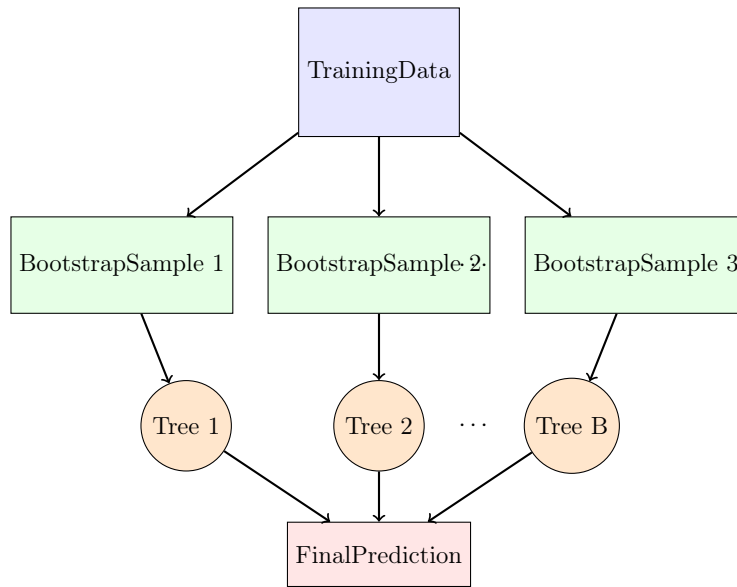 TrainingData
BootstrapSample 1
BootstrapSample 2
...
BootstrapSample 3
Tree 1
Tree 2
...
Tree B
FinalPrediction